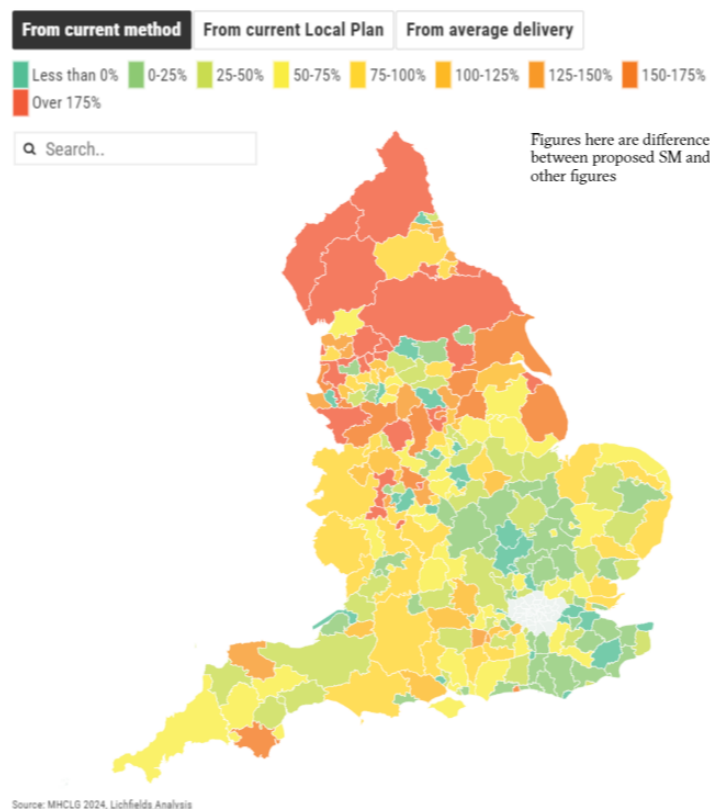 From current method From current Local Plan From average delivery
Less than 0% 0-25% 25-50% 50-75% 75-100% 100-125% 125-150% 150-175%
Over 175%
Search..
Figures here are difference
between proposed SM and
other figures
Source: MHCLG 2024, Lichfields Analysis